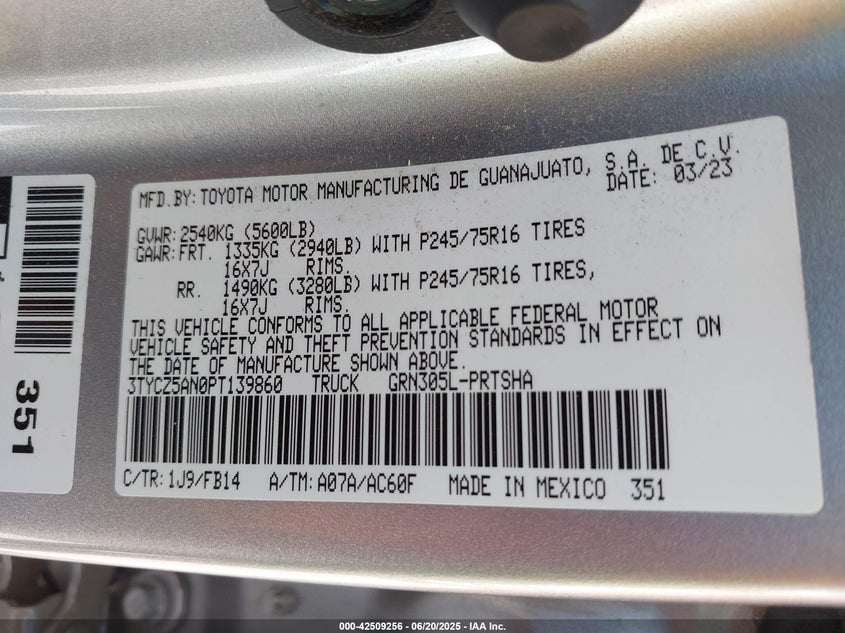 MFD.BY:TOYOTA MOTOR MANUFACTURING DE GUANAJUATO, S.A. DE C.V.
DATE: 03/23
GVWR:2540KG (5600LB)
GAWR:FRT. 1335KG (2940LB) WITH P245/75R16 TIRES
16X7J RIMS.
RR. 1490KG (3280LB) WITH P245/75R16 TIRES,
16X7J RIMS.
THIS VEHICLE CONFORMS TO ALL APPLICABLE FEDERAL MOTOR
VEHICLE SAFETY AND THEFT PREVENTION STANDARDS IN EFFECT ON
THE DATE OF MANUFACTURE SHOWN ABOVE.
3TYCZ5AN0PT139860 TRUCK GRN305L-PRTSHA
C/TR:1J9/FB14 A/TM:A07A/AC60F MADE IN MEXICO 351
351
000-42509256 - 06/20/2025 - IAA Inc.